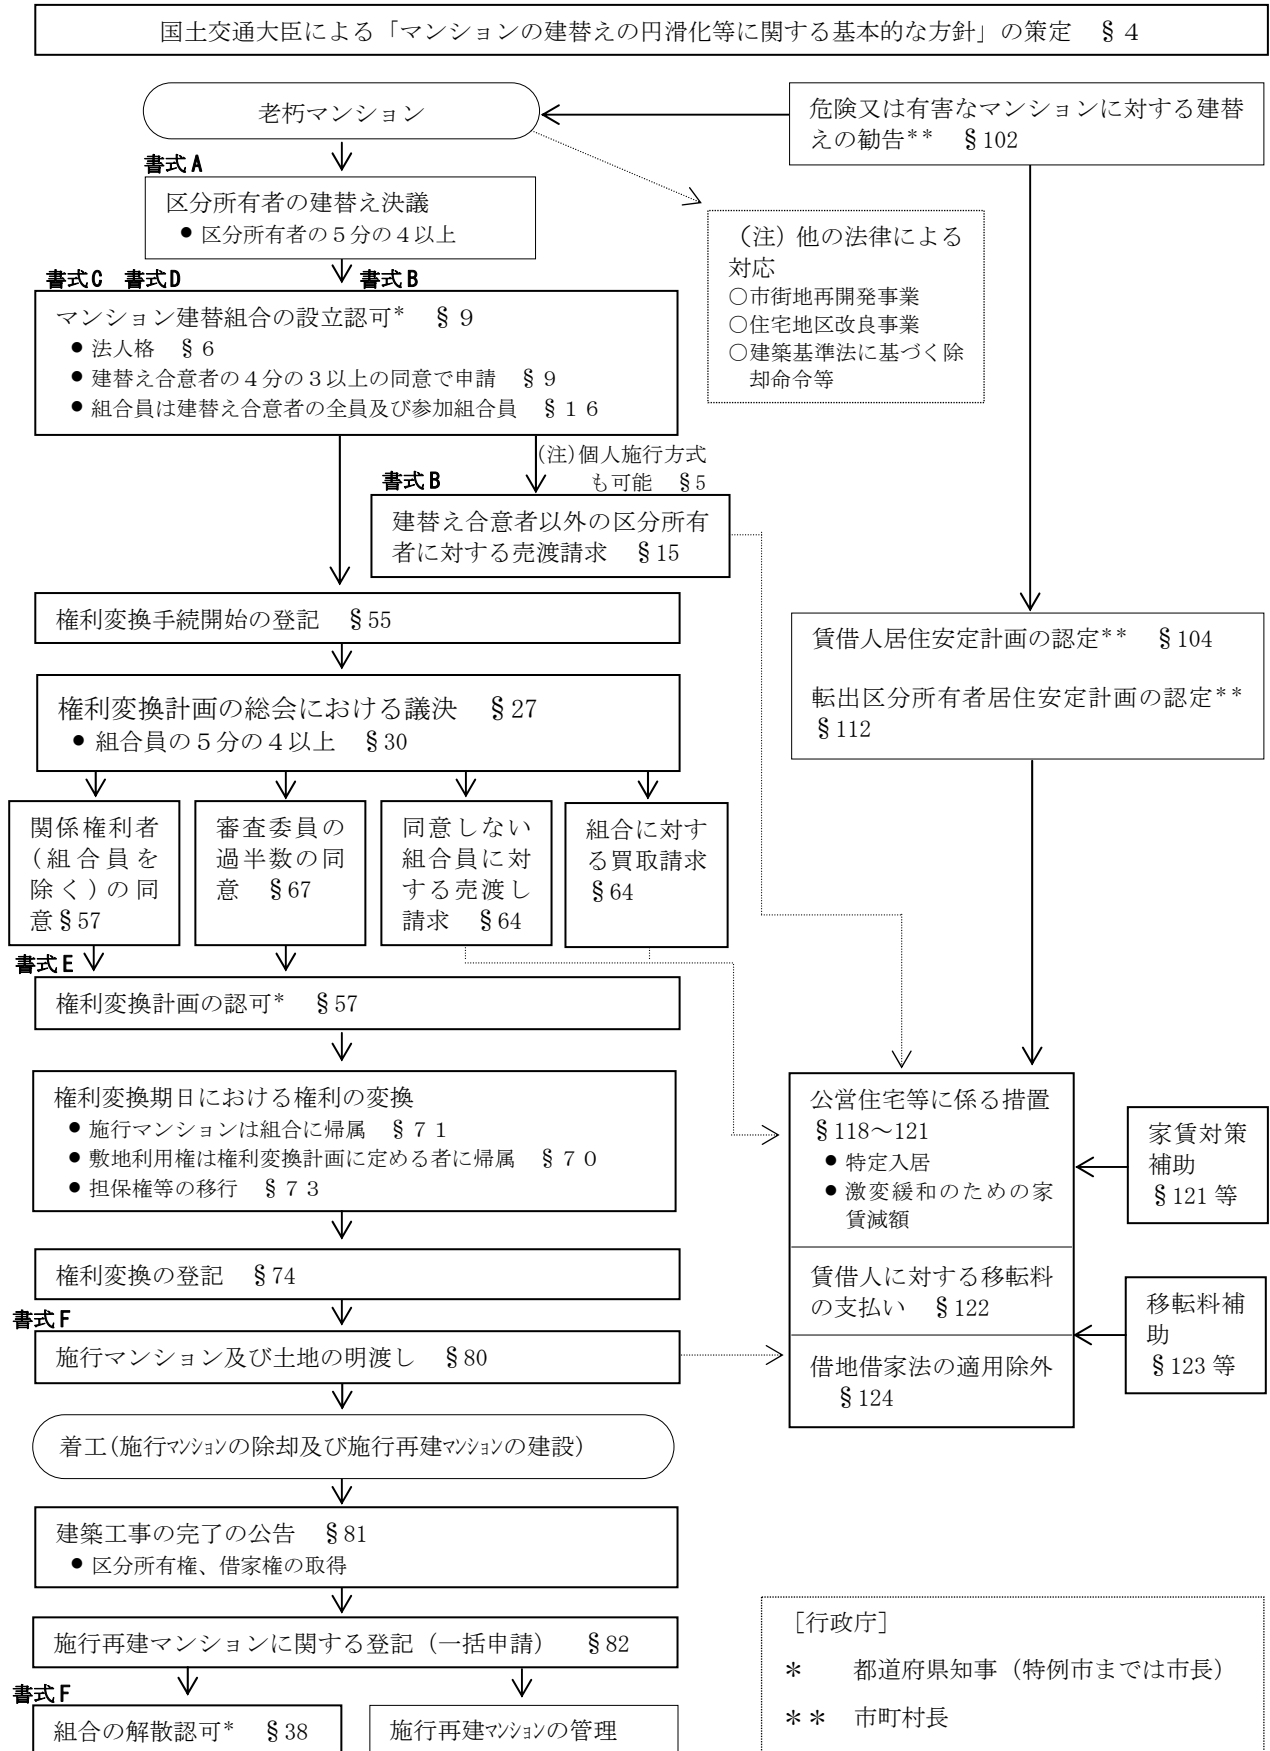 国土交通大臣による「マンションの建替えの円滑化等に関する基本的な方針」の策定　§４
老朽マンション
危険又は有害なマンションに対する建替
えの勧告**　§102
書式A
区分所有者の建替え決議
● 区分所有者の５分の４以上
（注）他の法律による
対応
○市街地再開発事業
○住宅地区改良事業
○建築基準法に基づく除
却命令等
書式C　書式D　書式B
マンション建替組合の設立認可*　§９
● 法人格　§６
● 建替え合意者の４分の３以上の同意で申請　§９
● 組合員は建替え合意者の全員及び参加組合員　§１６
(注)個人施行方式
も可能　§5
書式B
建替え合意者以外の区分所有
者に対する売渡請求　§15
権利変換手続開始の登記　§55
賃借人居住安定計画の認定**　§104
転出区分所有者居住安定計画の認定**
§112
権利変換計画の総会における議決　§27
● 組合員の５分の４以上　§30
関係権利者
（組合員を
除く）の同
意§57
審査委員の
過半数の同
意　§67
同意しない
組合員に対
する売渡し
請求　§64
組合に対す
る買取請求
§64
書式E
権利変換計画の認可*　§57
権利変換期日における権利の変換
● 施行マンションは組合に帰属　§７１
● 敷地利用権は権利変換計画に定める者に帰属　§７０
● 担保権等の移行　§７３
公営住宅等に係る措置
§118～121
● 特定入居
● 激変緩和のための家
賃減額
家賃対策
補助
§121 等
権利変換の登記　§74
賃借人に対する移転料
の支払い　§122
移転料補
助
§123 等
書式F
施行マンション及び土地の明渡し　§80
借地借家法の適用除外
§124
着工(施行ﾏﾝｼｮﾝの除却及び施行再建ﾏﾝｼｮﾝの建設)
建築工事の完了の公告　§81
● 区分所有権、借家権の取得
施行再建マンションに関する登記（一括申請）　§82
［行政庁］
＊　都道府県知事（特例市までは市長）
＊＊　市町村長
書式F
組合の解散認可*　§38
施行再建ﾏﾝｼｮﾝの管理